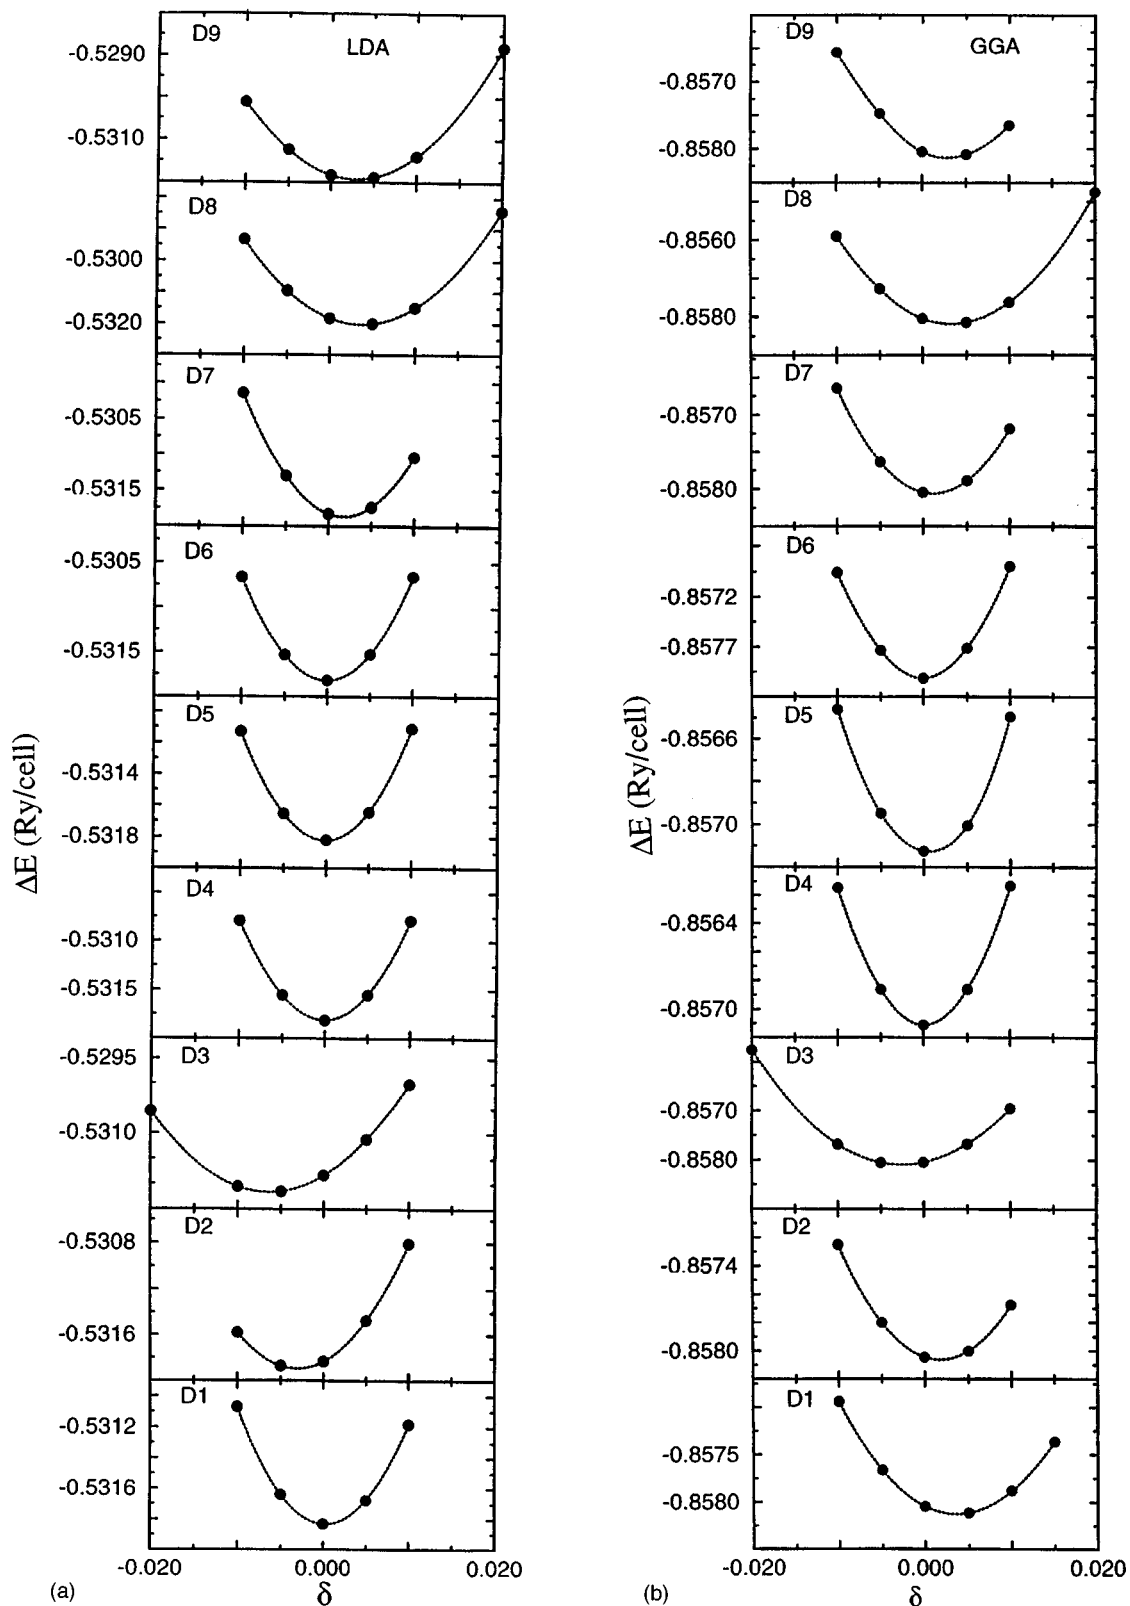 D9 LDA
-0.5290
-0.5310
D8
-0.5300
-0.5320
D7
-0.5305
-0.5315
D6
-0.5305
-0.5315
D5
-0.5314
-0.5318
D4
-0.5310
-0.5315
D3
-0.5295
-0.5310
D2
-0.5308
-0.5316
D1
-0.5312
-0.5316
-0.020 0.000 0.020
δ
ΔE (Ry/cell)
(a)
D9 GGA
-0.8570
-0.8580
D8
-0.8560
-0.8580
D7
-0.8570
-0.8580
D6
-0.8572
-0.8577
D5
-0.8566
-0.8570
D4
-0.8564
-0.8570
D3
-0.8570
-0.8580
D2
-0.8574
-0.8580
D1
-0.8575
-0.8580
-0.020 0.000 0.020
δ
ΔE (Ry/cell)
(b)